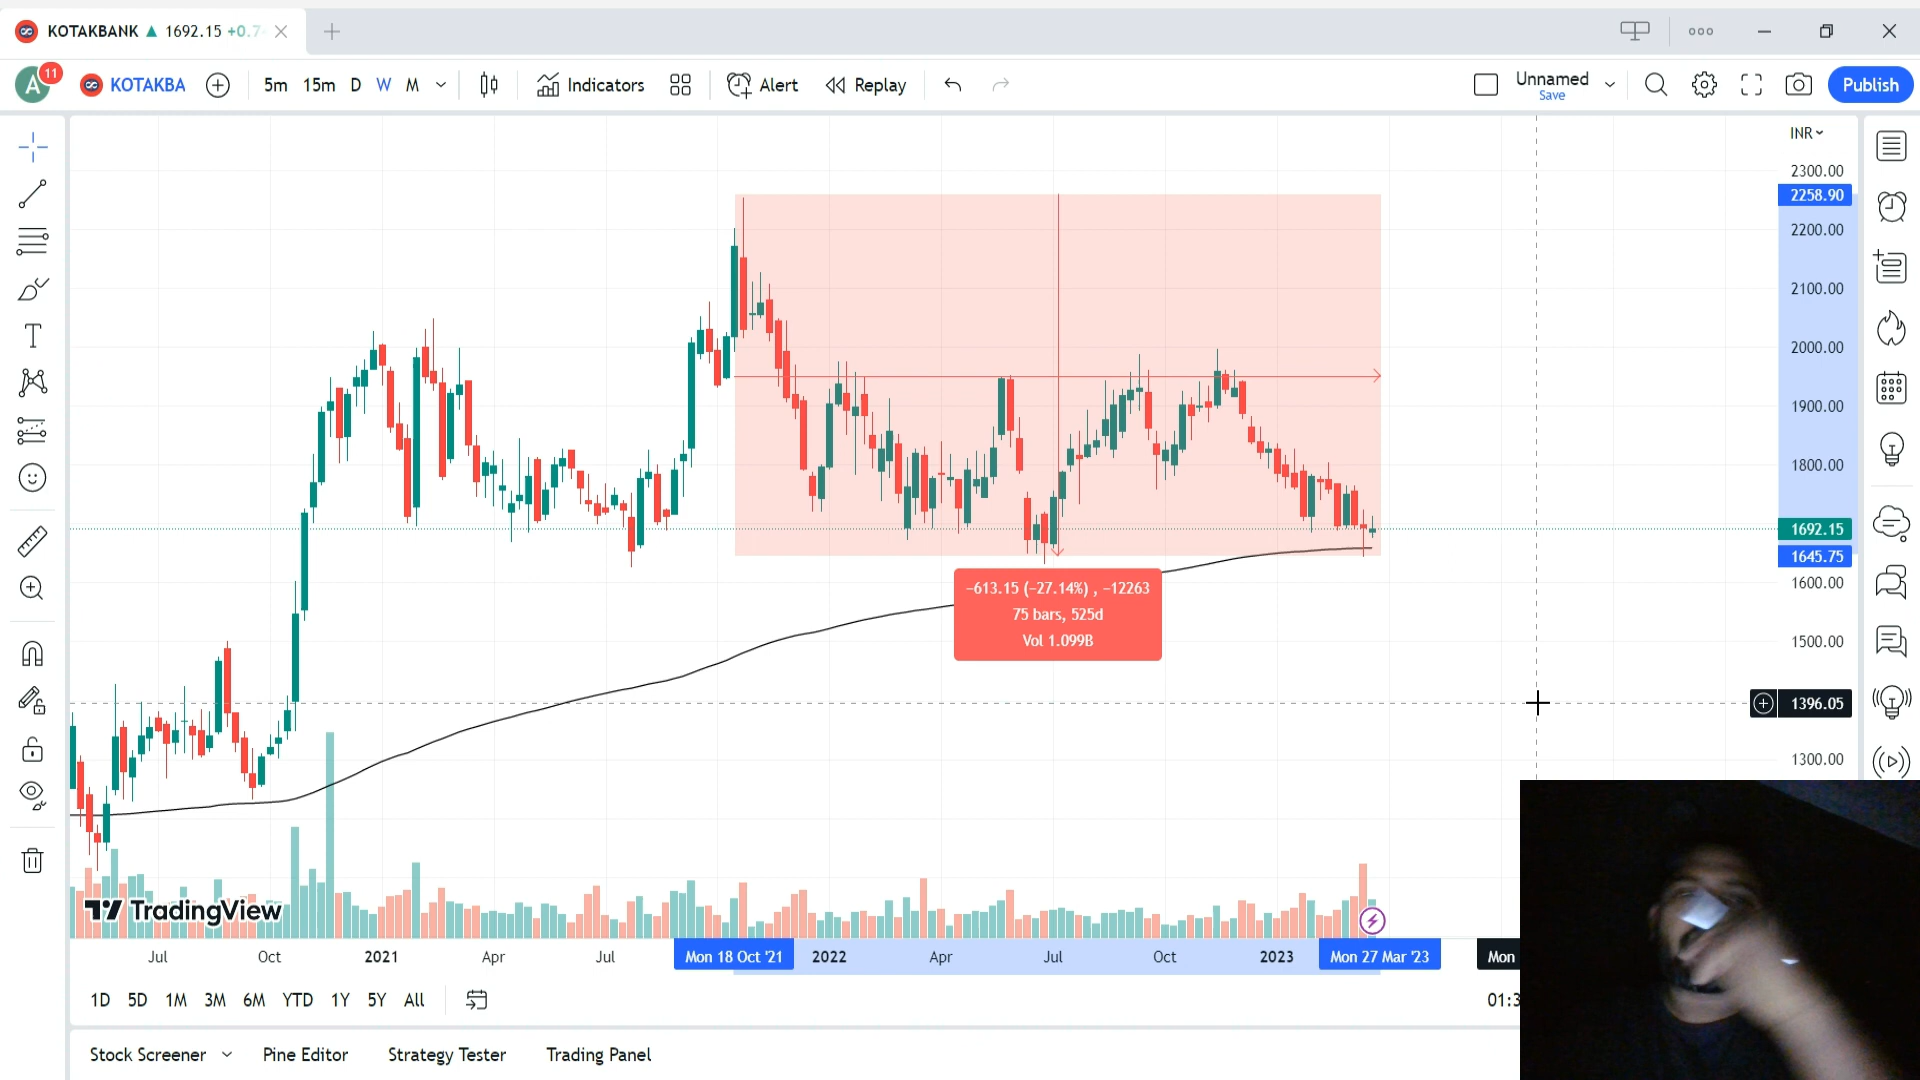 KOTAKBANK ▲ 1692.15 +0.7
A 11 KOTAKBA 5m 15m D W M Indicators Alert Replay Unnamed Save Publish
INR
2300.00
2258.90
2200.00
2100.00
2000.00
1900.00
1800.00
1692.15
1645.75
1600.00
1500.00
1396.05
1300.00
−613.15 (−27.14%) , −12263
75 bars, 525d
Vol 1.099B
TradingView
Jul Oct 2021 Apr Jul Mon 18 Oct '21 2022 Apr Jul Oct 2023 Mon 27 Mar '23 Mon
1D 5D 1M 3M 6M YTD 1Y 5Y All 01:3
Stock Screener Pine Editor Strategy Tester Trading Panel